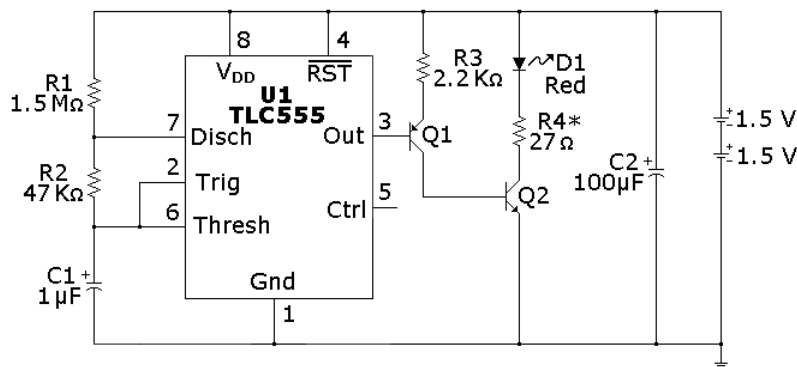 8
4
V_DD
RST
U1
TLC555
R1
1.5 MΩ
7
Disch
R2
47 KΩ
2
Trig
6
Thresh
C1
+
1 µF
Out
3
Ctrl
5
Gnd
1
R3
2.2 KΩ
Q1
D1
Red
R4*
27 Ω
Q2
C2
+
100µF
+
-
1.5 V
+
-
1.5 V